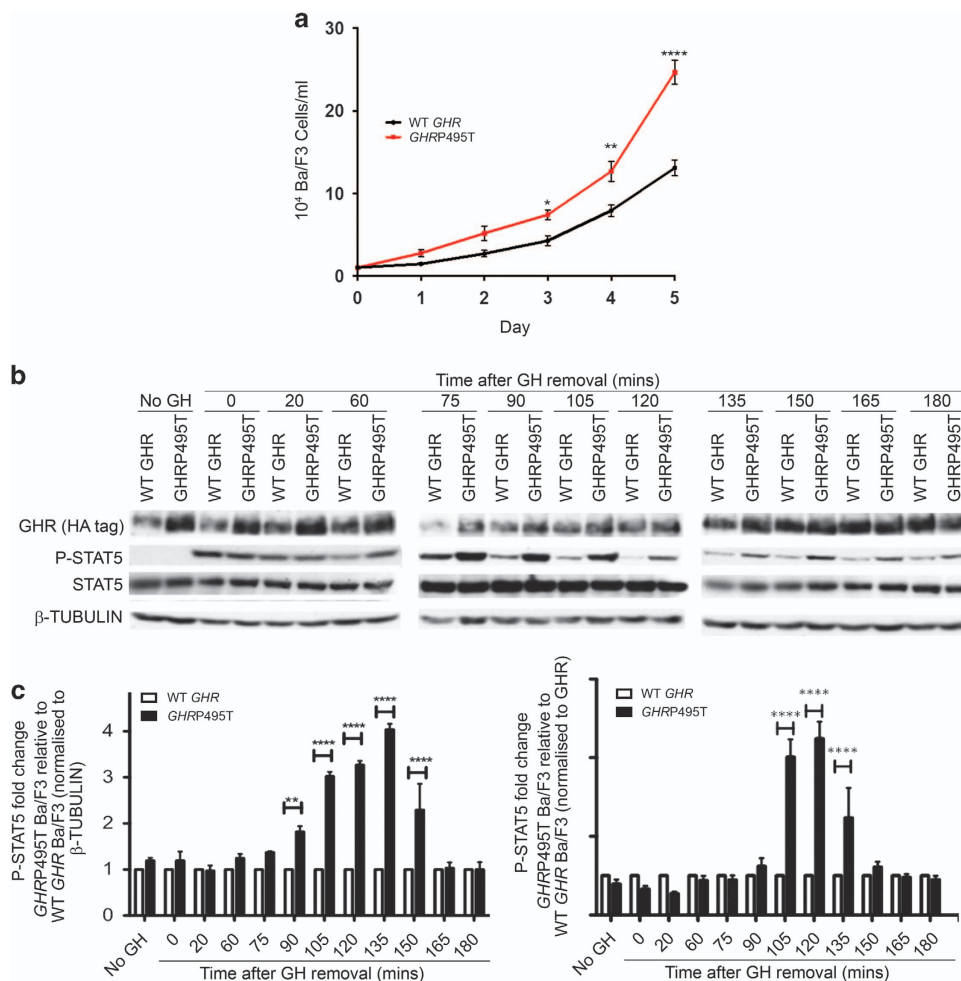 a
30
20
10
0
10⁴ Ba/F3 Cells/ml
WT GHR
GHRP495T
*
**
****
0 1 2 3 4 5
Day
b
Time after GH removal (mins)
No GH 0 20 60 75 90 105 120 135 150 165 180
WT GHR GHRP495T WT GHR GHRP495T WT GHR GHRP495T WT GHR GHRP495T WT GHR GHRP495T WT GHR GHRP495T WT GHR GHRP495T WT GHR GHRP495T WT GHR GHRP495T WT GHR GHRP495T WT GHR GHRP495T WT GHR GHRP495T
GHR (HA tag)
P-STAT5
STAT5
β-TUBULIN
c
P-STAT5 fold change
GHRP495T Ba/F3 relative to
WT GHR Ba/F3 (normalised to
β-TUBULIN)
4
3
2
1
0
WT GHR
GHRP495T
**
****
****
****
****
No GH 0 20 60 75 90 105 120 135 150 165 180
Time after GH removal (mins)
P-STAT5 fold change
GHRP495T Ba/F3 relative to
WT GHR Ba/F3 (normalised to GHR)
WT GHR
GHRP495T
****
****
****
No GH 0 20 60 75 90 105 120 135 150 165 180
Time after GH removal (mins)